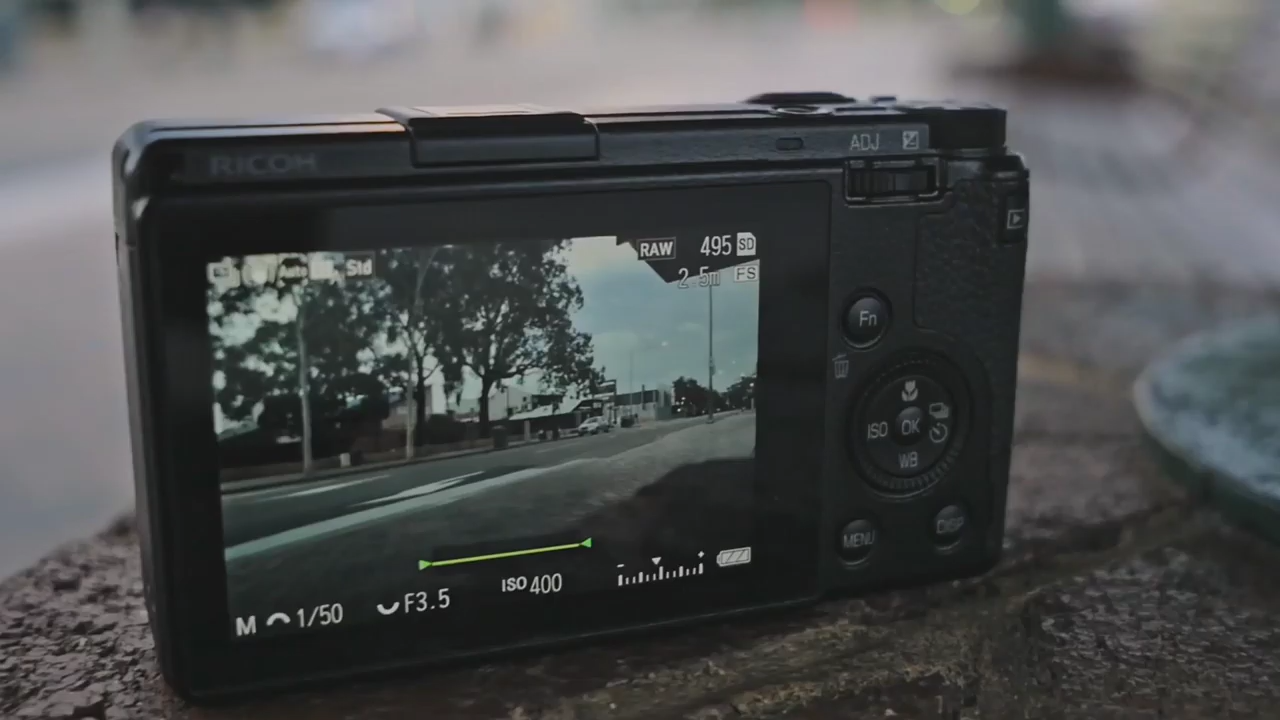 RICOH
ADJ
Auto Std RAW 495 SD
2.5m FS
Fn
ISO OK
WB
MENU DISP
M 1/50 F3.5 ISO 400